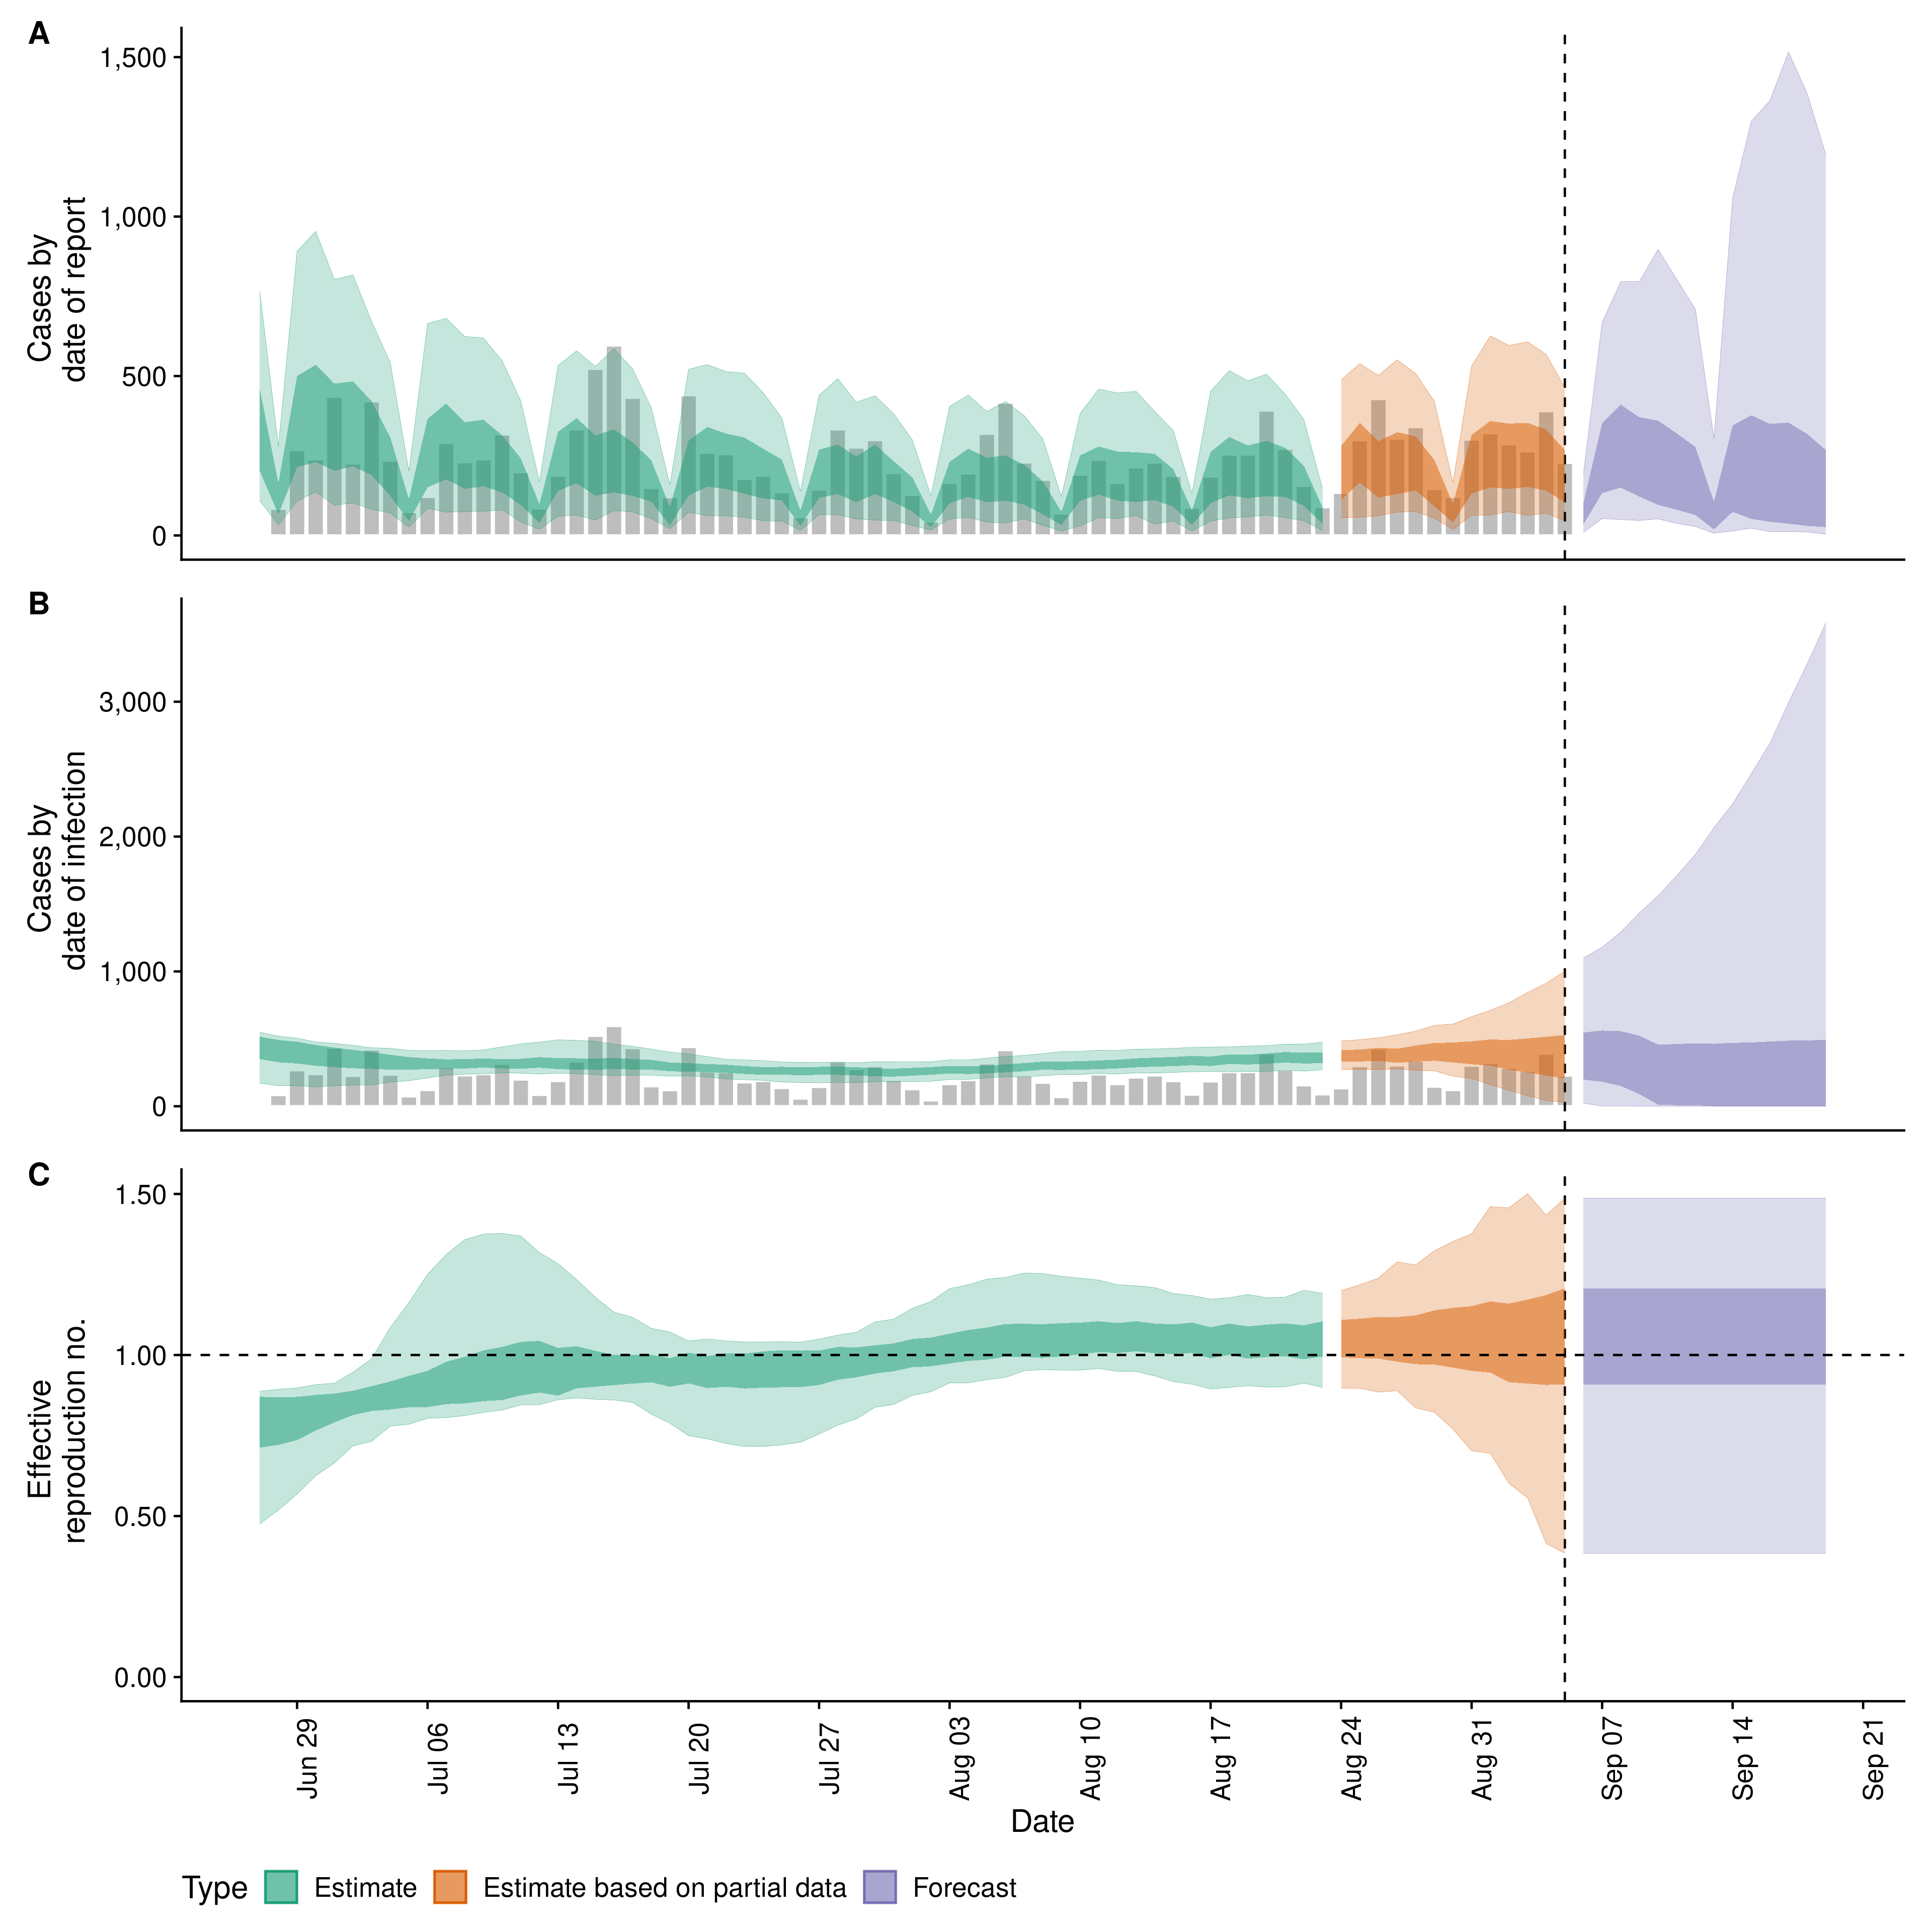 A
1,500
1,000
500
0
Cases by
date of report
B
3,000
2,000
1,000
0
Cases by
date of infection
C
1.50
1.00
0.50
0.00
Effective
reproduction no.
Jun 29
Jul 06
Jul 13
Jul 20
Jul 27
Aug 03
Aug 10
Aug 17
Aug 24
Aug 31
Sep 07
Sep 14
Sep 21
Date
Type Estimate Estimate based on partial data Forecast